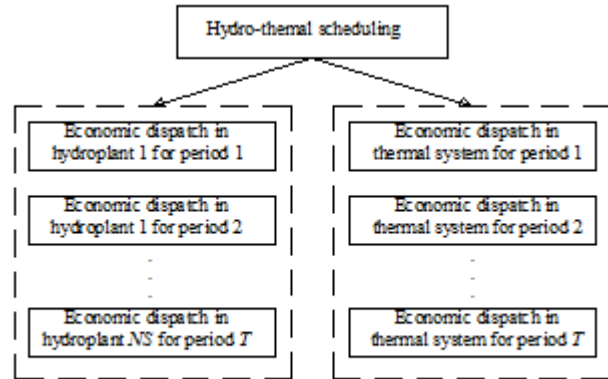 Hydro-themal scheduling
Economic dispatch in
hydroplant 1 for period 1
Economic dispatch in
hydroplant 1 for period 2
Economic dispatch in
hydroplant NS for period T
Economic dispatch in
thermal system for period 1
Economic dispatch in
thermal system for period 2
Economic dispatch in
thermal system for period T